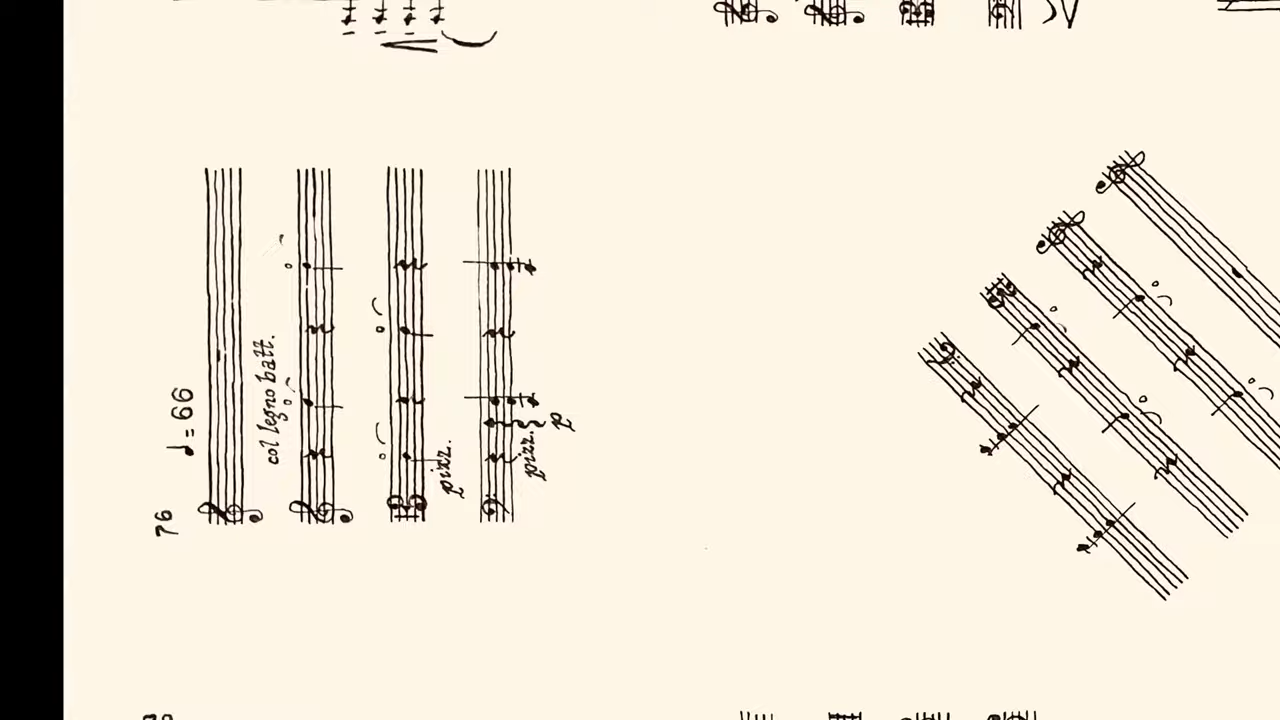 76
♩=66
col legno batt.
pizz.
pizz.
p